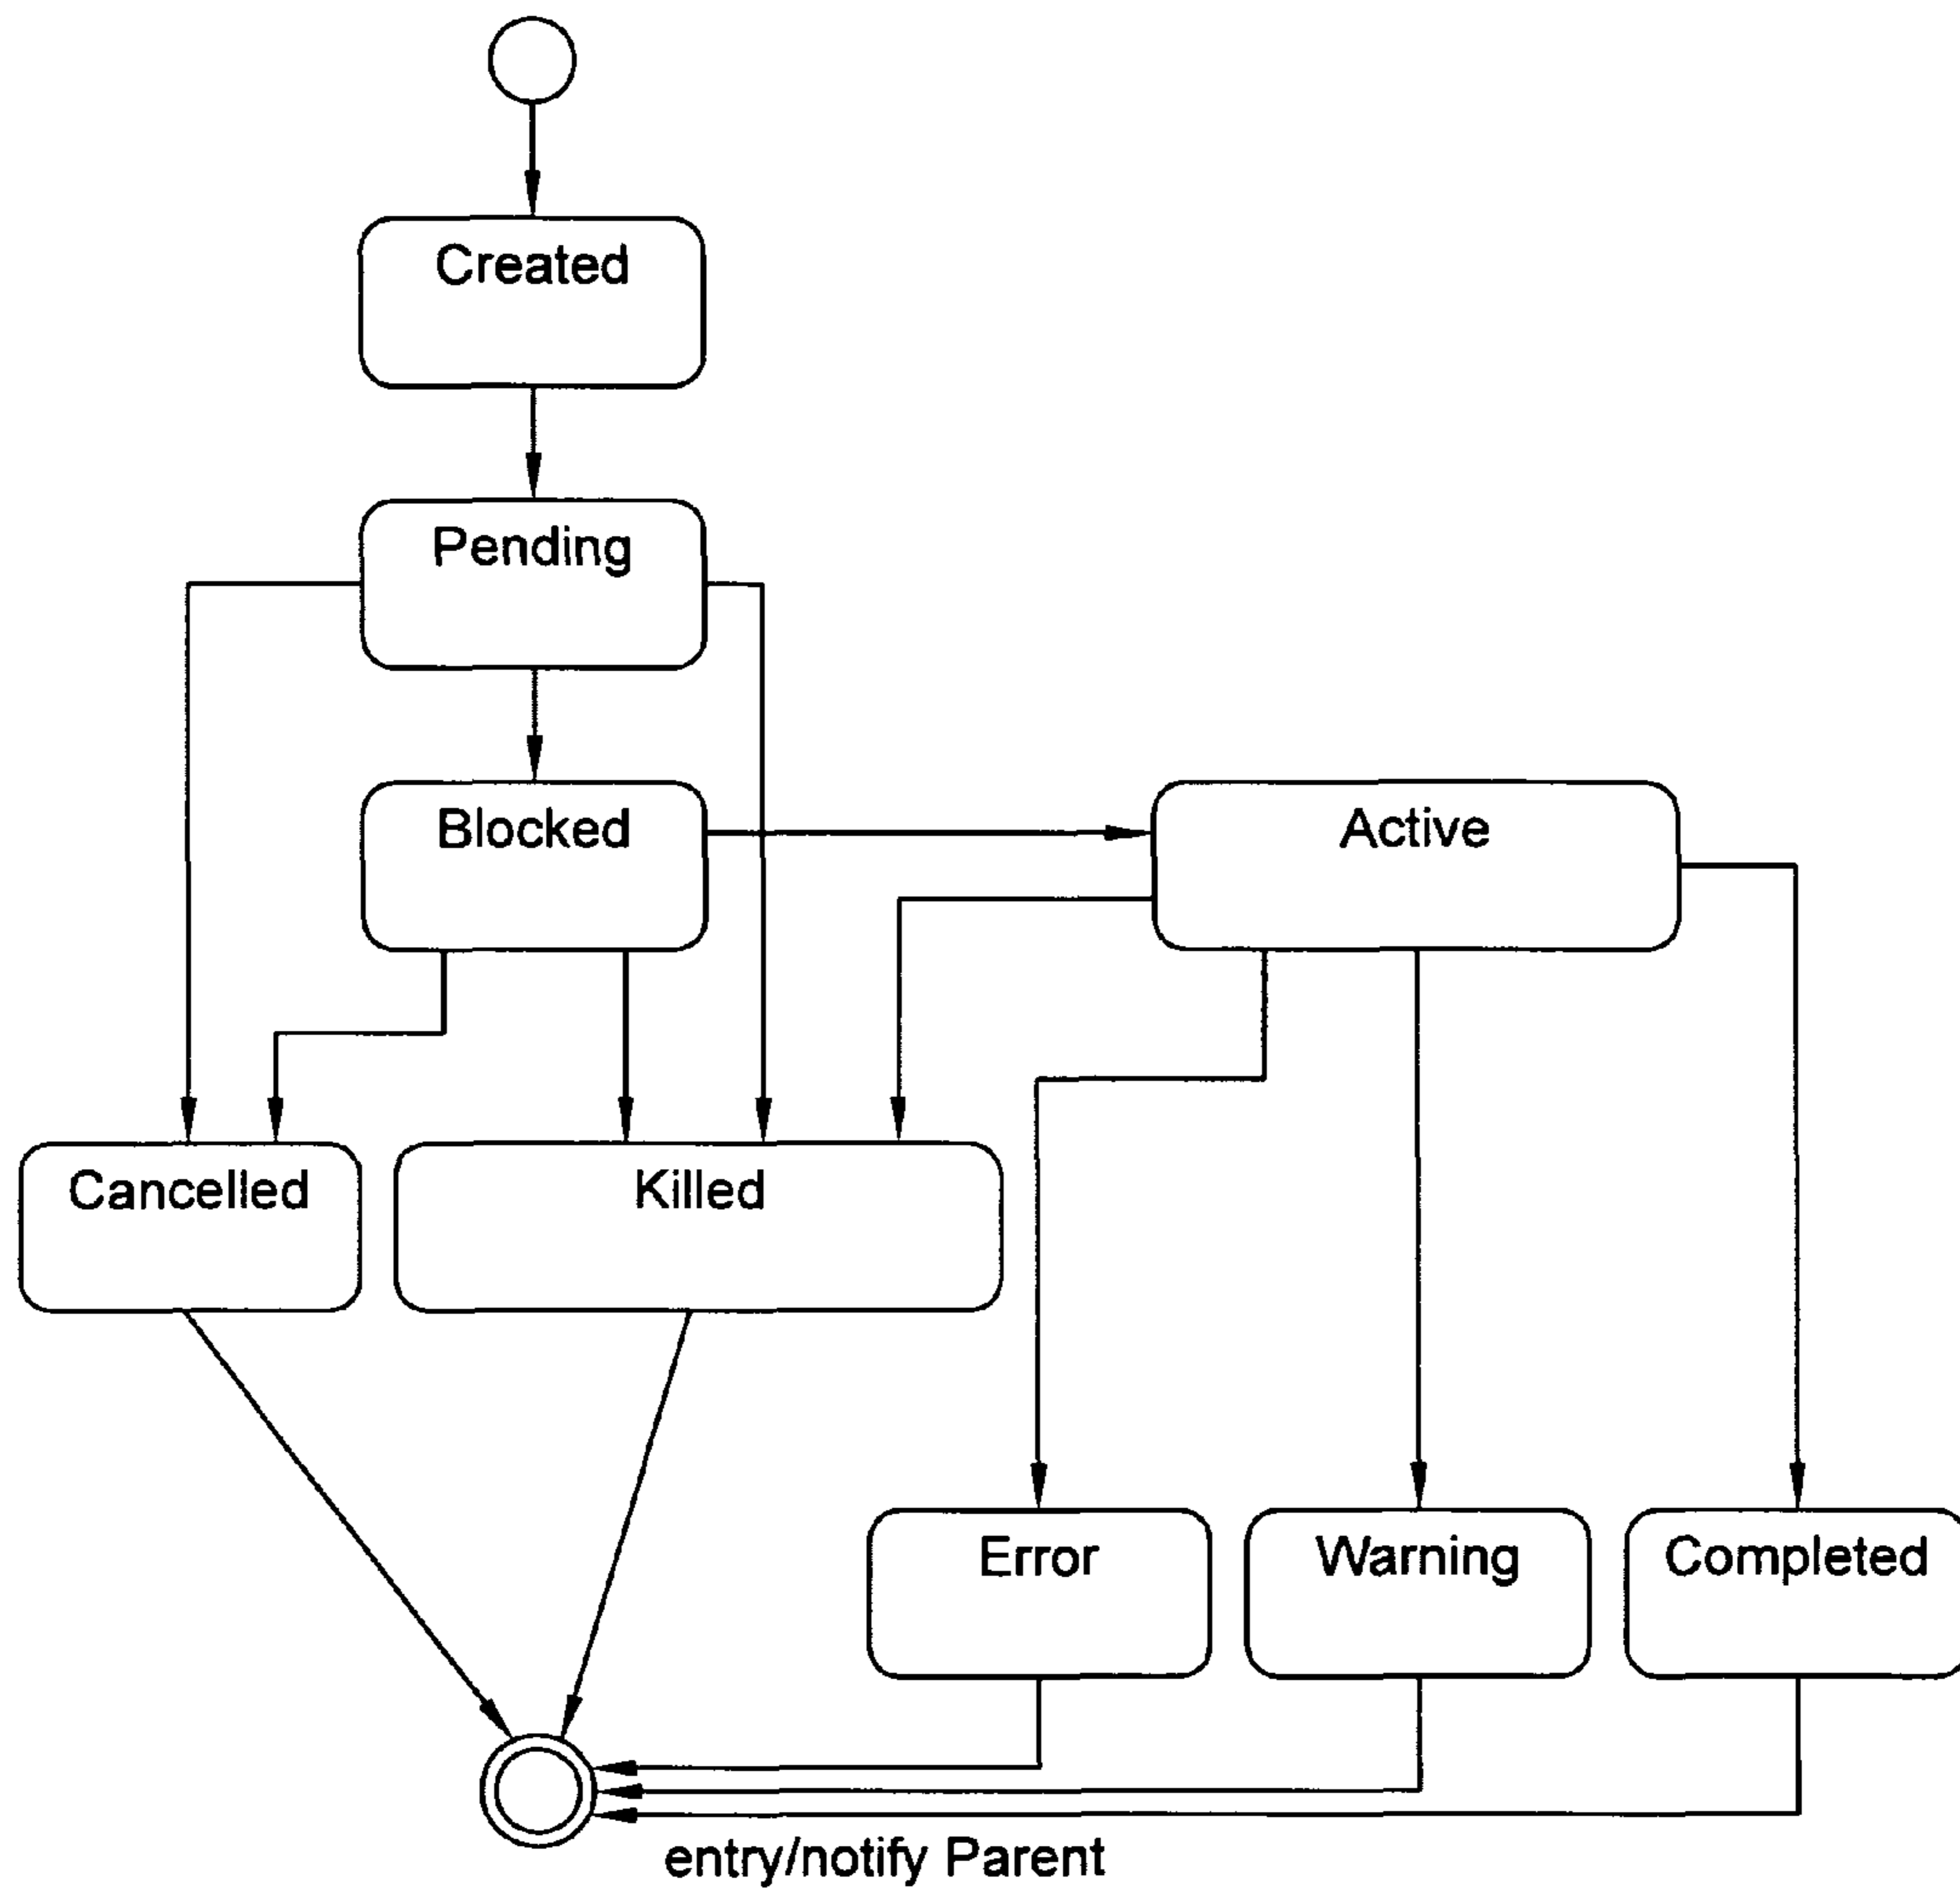 Created
Pending
Blocked
Active
Cancelled
Killed
Error
Warning
Completed
entry/notify Parent